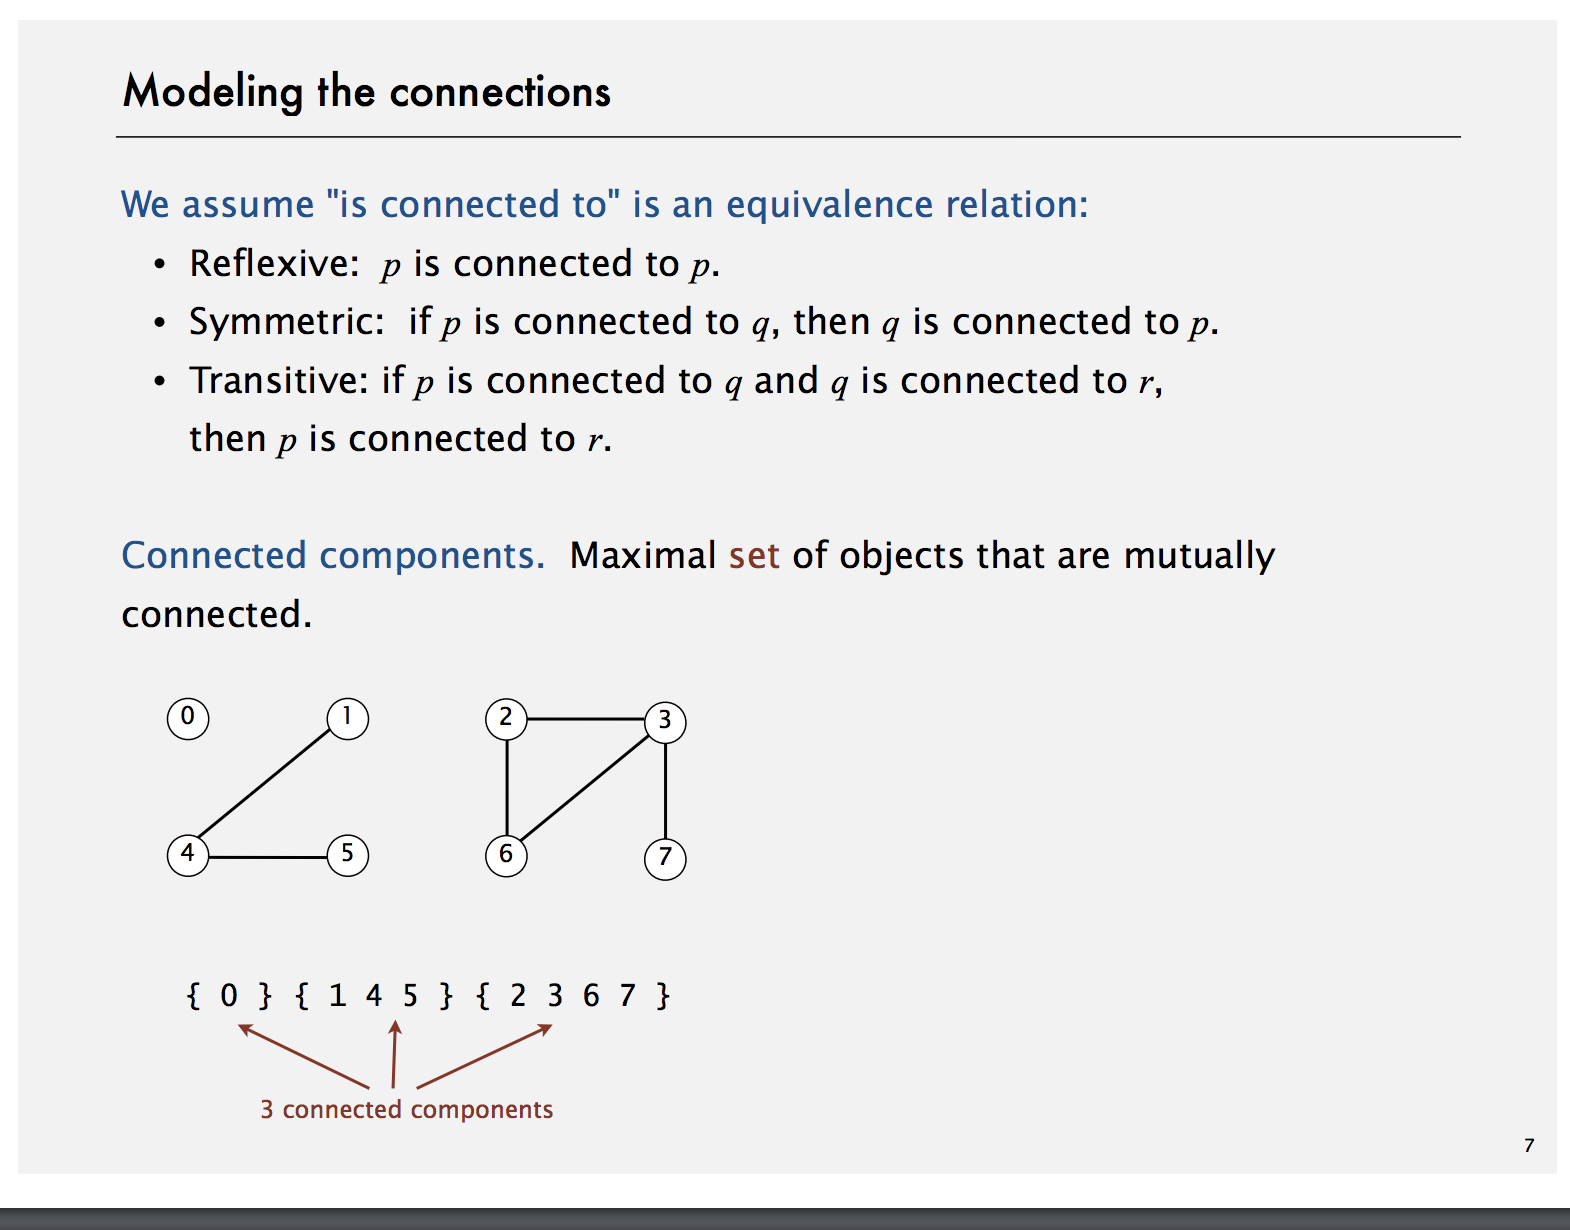 Modeling the connections
We assume "is connected to" is an equivalence relation:
• Reflexive: p is connected to p.
• Symmetric: if p is connected to q, then q is connected to p.
• Transitive: if p is connected to q and q is connected to r,
then p is connected to r.
Connected components. Maximal set of objects that are mutually
connected.
0 1 2 3
4 5 6 7
{ 0 } { 1 4 5 } { 2 3 6 7 }
3 connected components
7